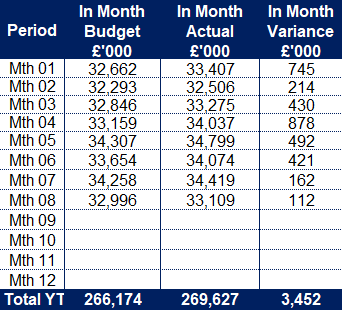 Period In Month Budget £'000 In Month Actual £'000 In Month Variance £'000
Mth 01 32,662 33,407 745
Mth 02 32,293 32,506 214
Mth 03 32,846 33,275 430
Mth 04 33,159 34,037 878
Mth 05 34,307 34,799 492
Mth 06 33,654 34,074 421
Mth 07 34,258 34,419 162
Mth 08 32,996 33,109 112
Mth 09
Mth 10
Mth 11
Mth 12
Total YT 266,174 269,627 3,452